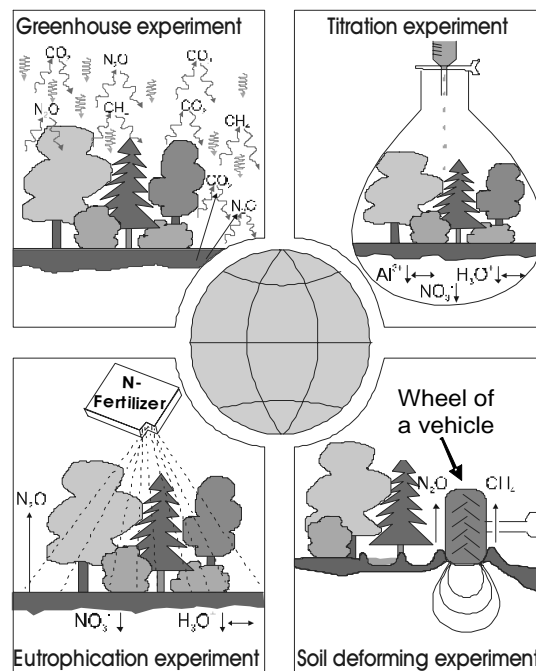 Greenhouse experiment
CO₂ N₂O CO₂
N₂O CH₄ CO₂ CH₄
CO₂
N₂O
Titration experiment
Al³⁺ H₃O⁺
NO₃⁻
N-
Fertilizer
N₂O
NO₃⁻ H₃O⁺
Eutrophication experiment
Wheel of
a vehicle
N₂O CH₄
Soil deforming experiment